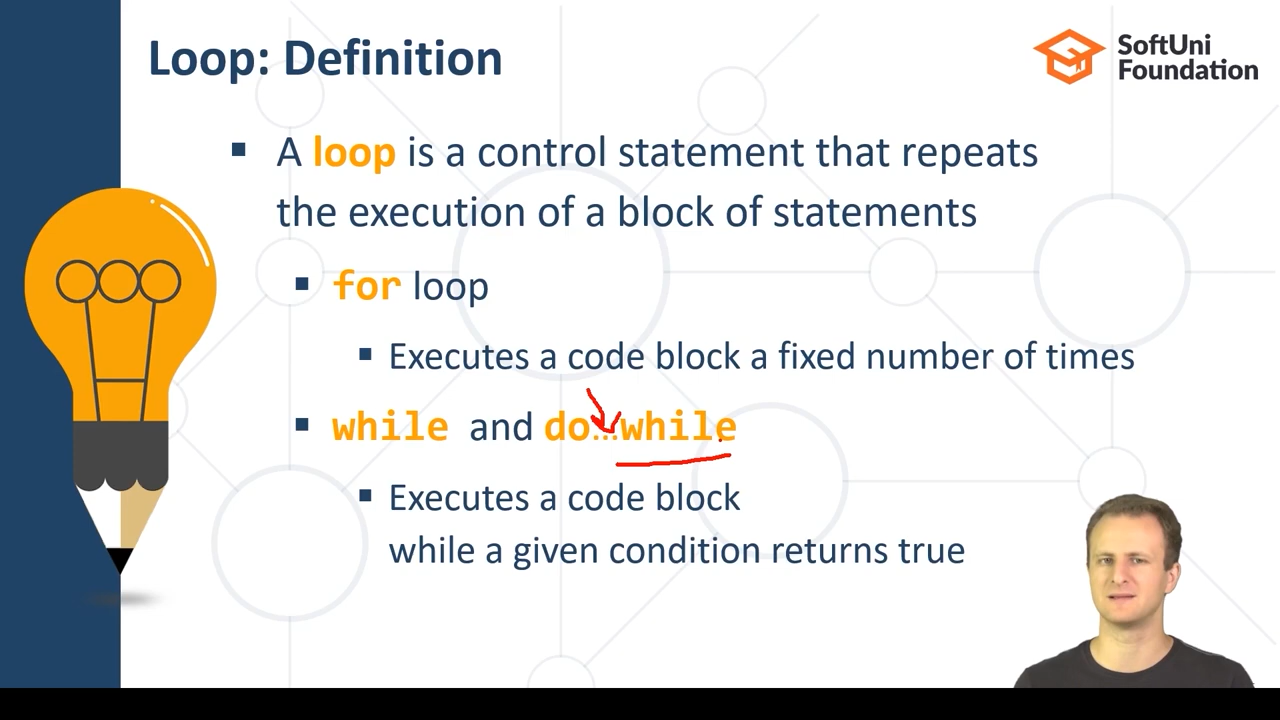 Loop: Definition
SoftUni
Foundation
▪ A loop is a control statement that repeats
the execution of a block of statements
▪ for loop
▪ Executes a code block a fixed number of times
▪ while and do…while
▪ Executes a code block
while a given condition returns true